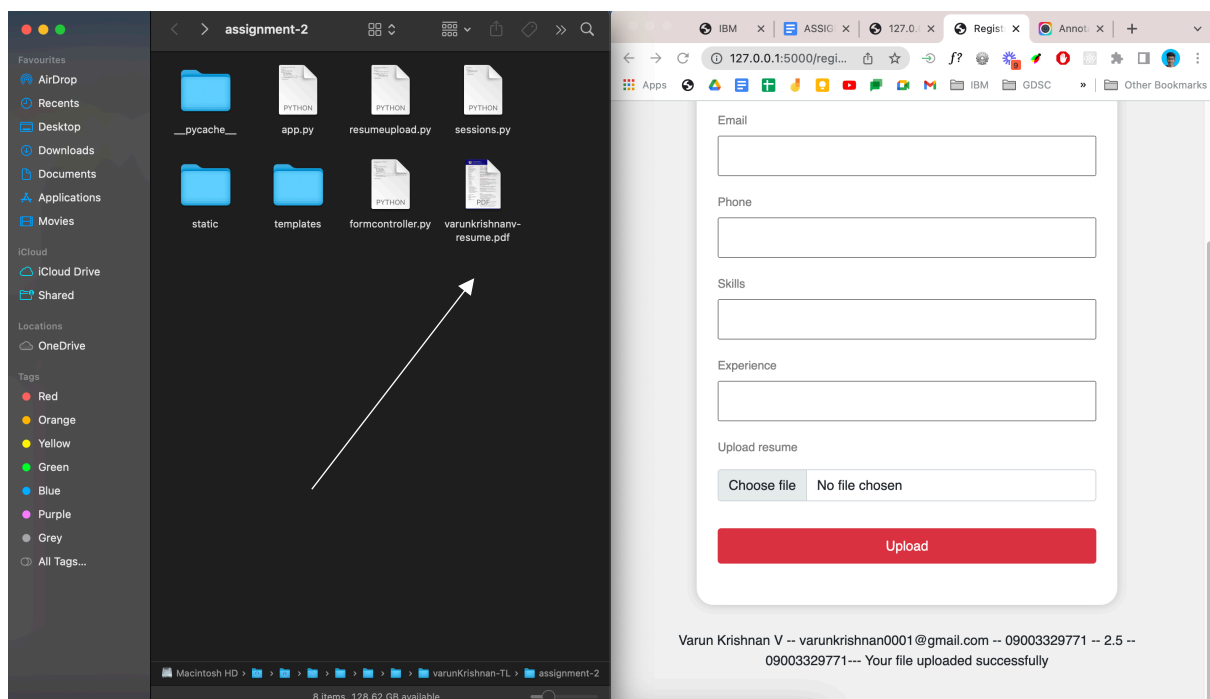 assignment-2
Favourites
AirDrop
Recents
Desktop
Downloads
Documents
Applications
Movies
iCloud
iCloud Drive
Shared
Locations
OneDrive
Tags
Red
Orange
Yellow
Green
Blue
Purple
Grey
All Tags...
PYTHON PYTHON PYTHON
__pycache__ app.py resumeupload.py sessions.py
PYTHON PDF
static templates formcontroller.py varunkrishnanv-
resume.pdf
Macintosh HD › › › › › › › varunKrishnan-TL › assignment-2
8 items, 128.62 GB available
IBM ASSIG 127.0. Regist Annot
127.0.0.1:5000/regi... f?
9
Apps IBM GDSC » Other Bookmarks
Email
Phone
Skills
Experience
Upload resume
Choose file No file chosen
Upload
Varun Krishnan V -- varunkrishnan0001@gmail.com -- 09003329771 -- 2.5 --
09003329771--- Your file uploaded successfully